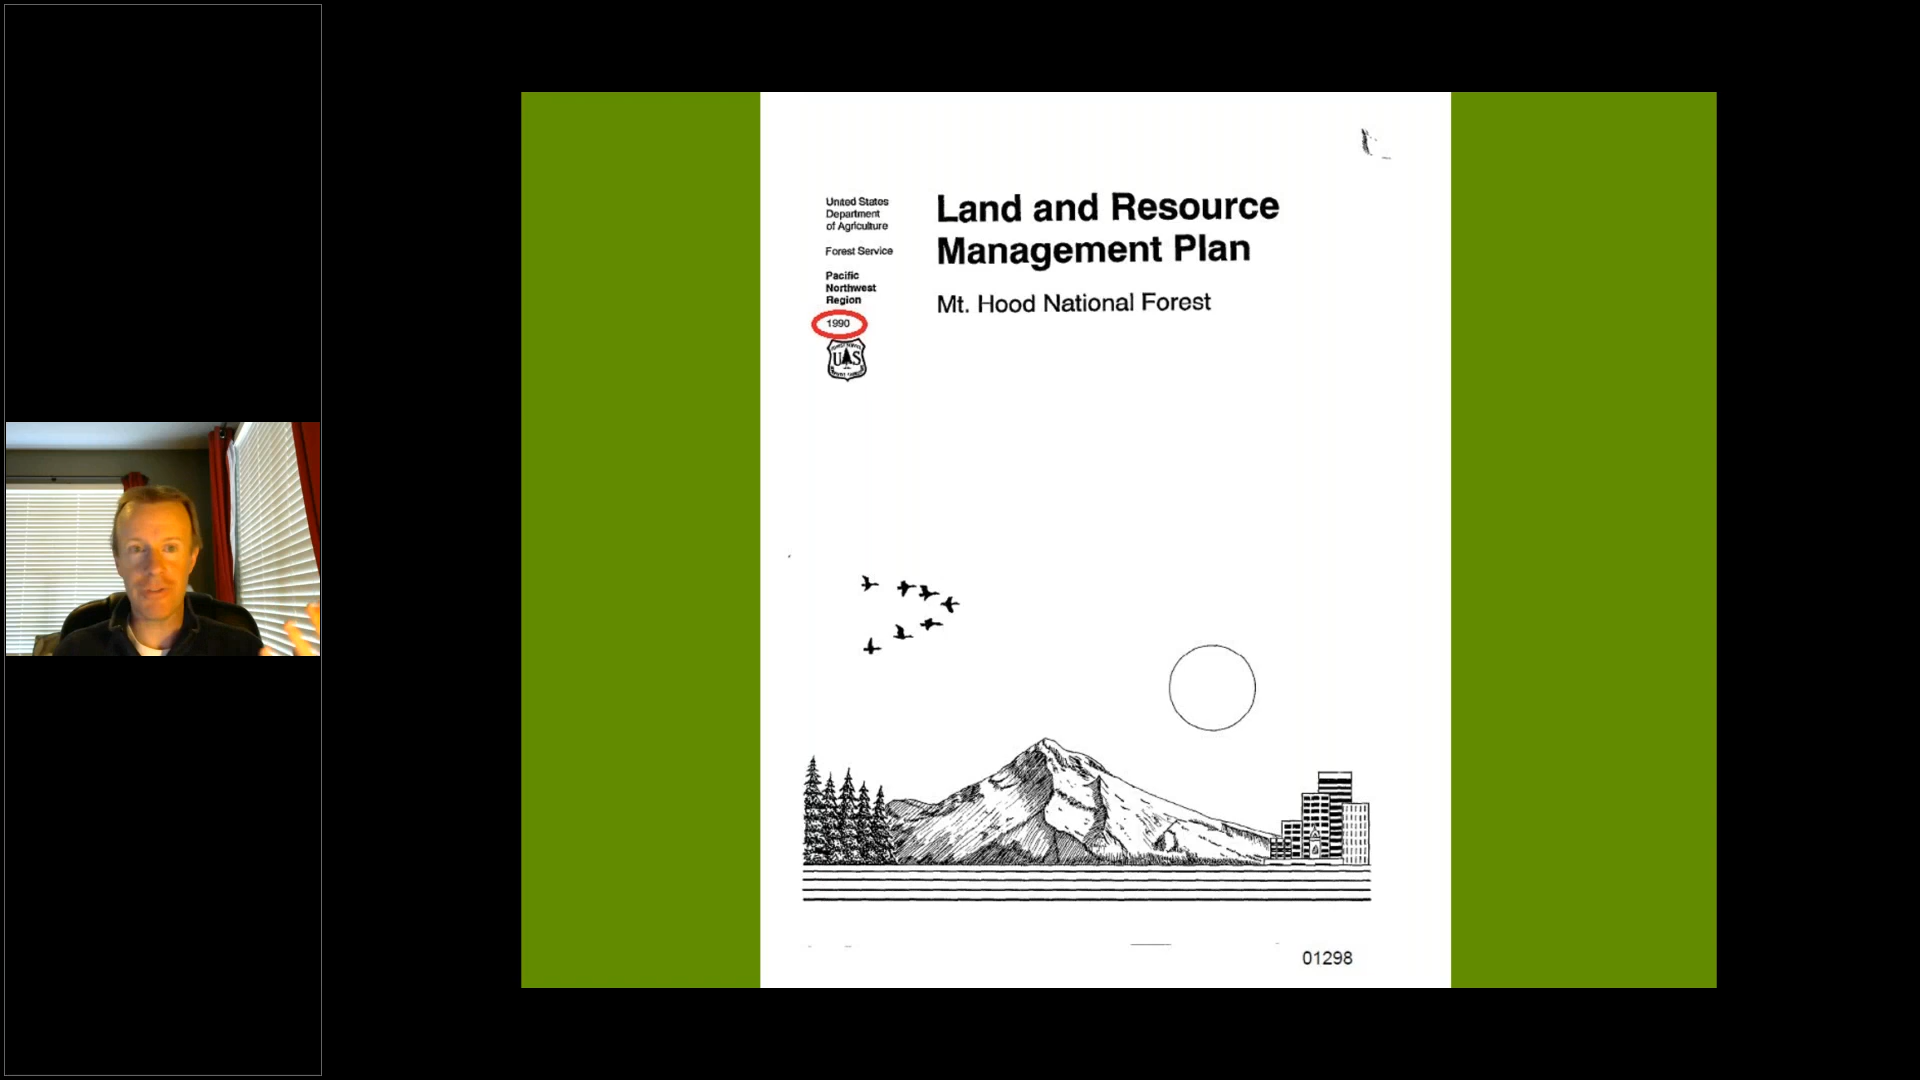 United States
Department
of Agriculture
Forest Service
Pacific
Northwest
Region
1990
UAS
Land and Resource
Management Plan
Mt. Hood National Forest
01298